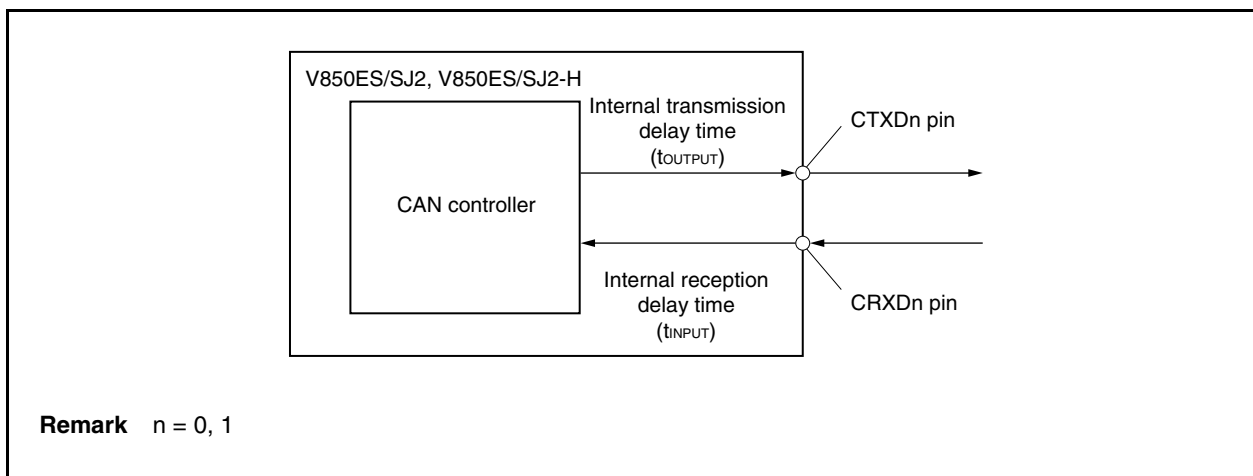 V850ES/SJ2, V850ES/SJ2-H
Internal transmission
delay time
(tOUTPUT)
CTXDn pin
CAN controller
Internal reception
delay time
(tINPUT)
CRXDn pin
Remark n = 0, 1